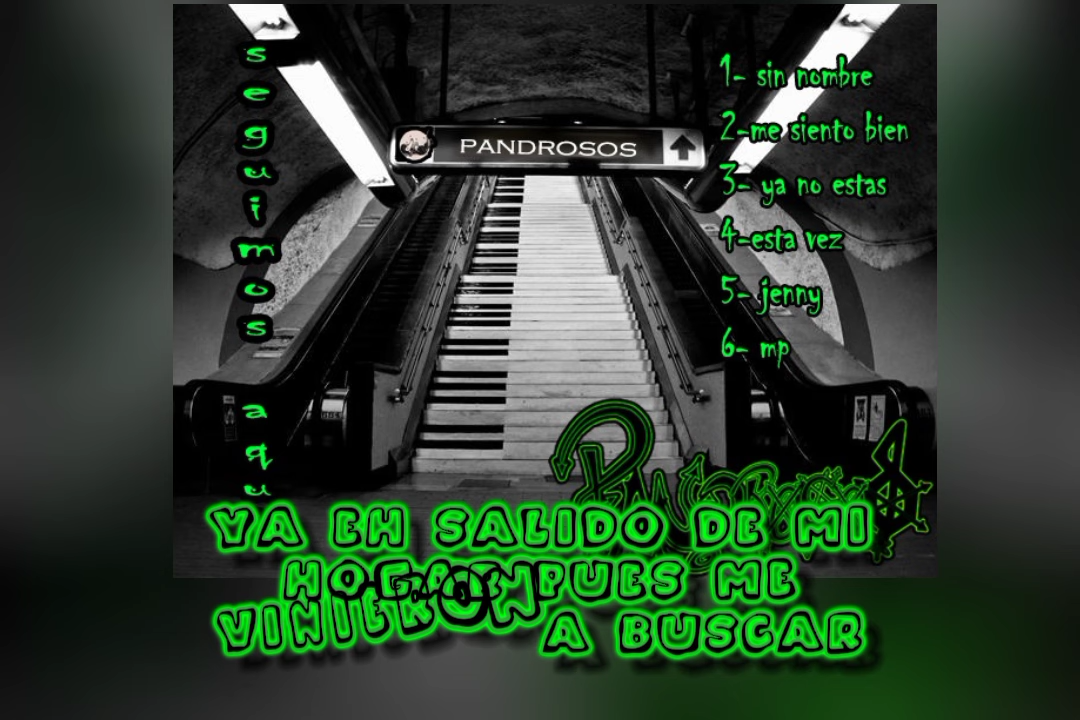 seguimos aqu
PANDROSOS
1- sin nombre
2-me siento bien
3- ya no estas
4-esta vez
5- jenny
6- mp
YA EH SALIDO DE MI
PUES ME
VINIERON A BUSCAR